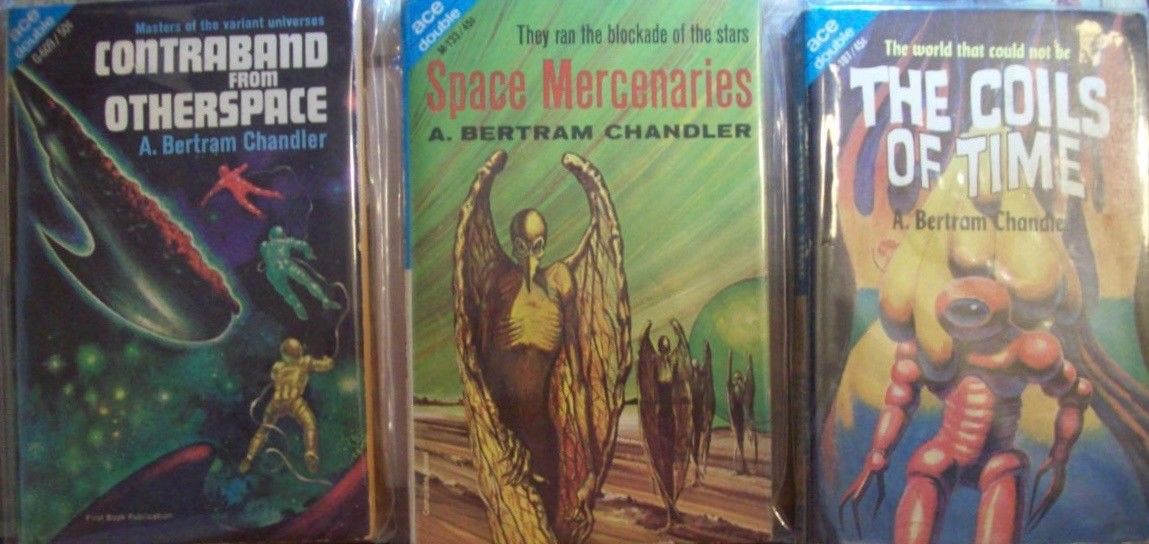 ace
double
G-609/50¢
Masters of the variant universes
CONTRABAND
FROM
OTHERSPACE
A. Bertram Chandler
First Book Publication
ace
double
M-133/45¢
They ran the blockade of the stars
Space Mercenaries
A. BERTRAM CHANDLER
ace
double
The world that could not be
THE COILS
OF TIME
A. Bertram Chandler